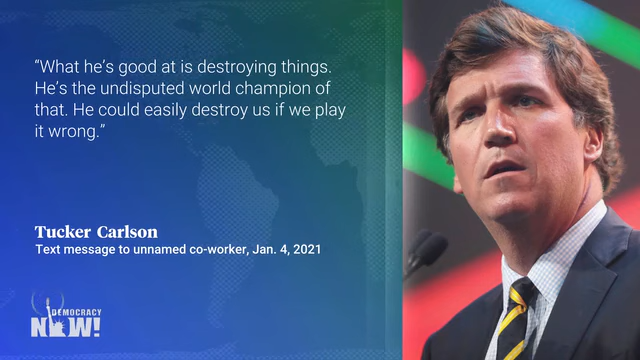 “What he’s good at is destroying things.
He’s the undisputed world champion of
that. He could easily destroy us if we play
it wrong.”
Tucker Carlson
Text message to unnamed co-worker, Jan. 4, 2021
DEMOCRACY
NOW!